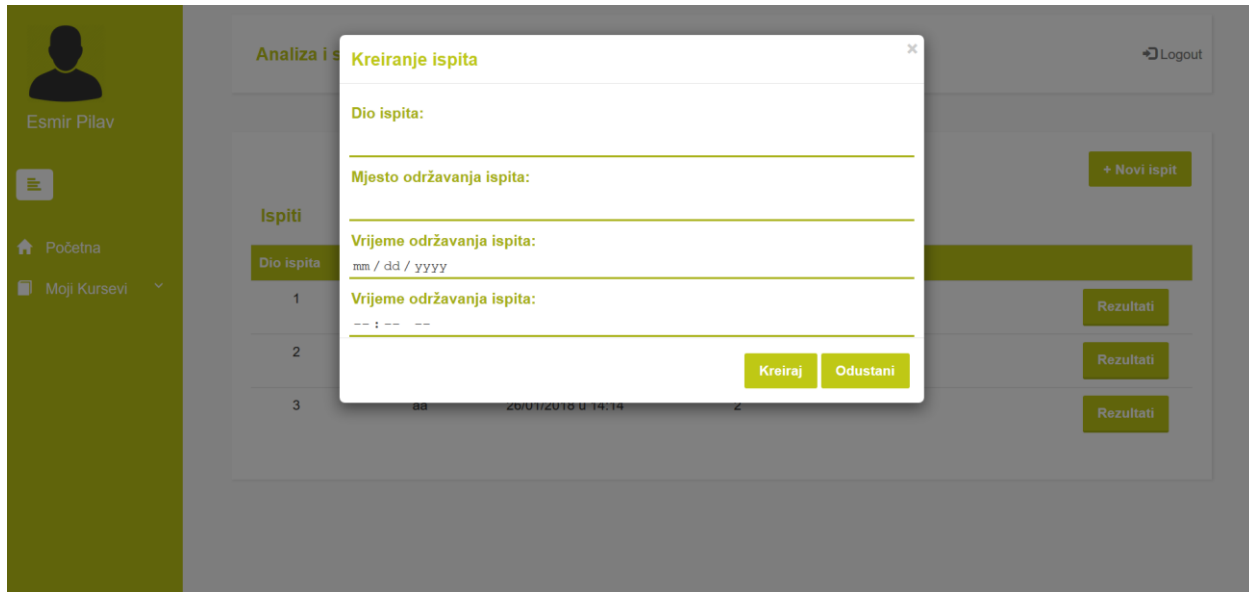 Esmir Pilav
Početna
Moji Kursevi
Analiza i s
Logout
+ Novi ispit
Ispiti
Dio ispita
1 Rezultati
2 Rezultati
3 aa 26/01/2018 u 14:14 2 Rezultati
Kreiranje ispita ×
Dio ispita:
Mjesto održavanja ispita:
Vrijeme održavanja ispita:
mm / dd / yyyy
Vrijeme održavanja ispita:
-- : -- --
Kreiraj Odustani